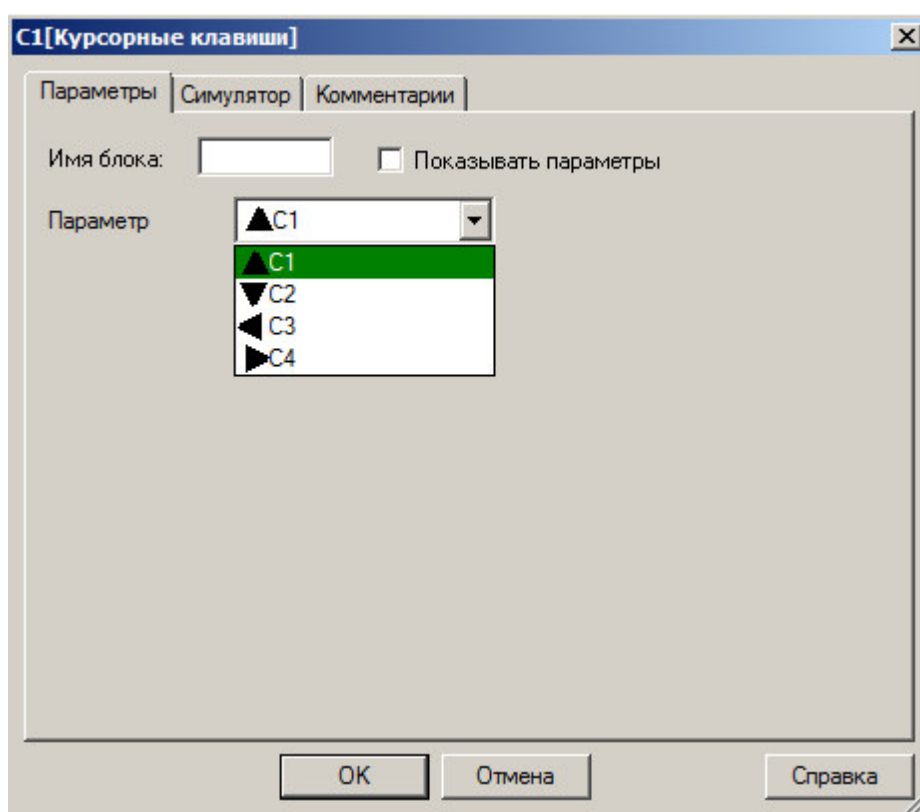 C1[Курсорные клавиши]
Параметры Симулятор Комментарии
Имя блока: Показывать параметры
Параметр ▲C1
▲C1
▼C2
◀C3
▶C4
OK Отмена Справка